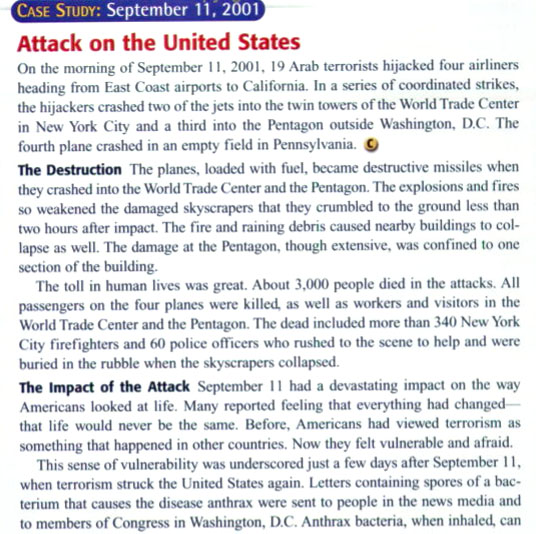 CASE STUDY: September 11, 2001
Attack on the United States
On the morning of September 11, 2001, 19 Arab terrorists hijacked four airliners
heading from East Coast airports to California. In a series of coordinated strikes,
the hijackers crashed two of the jets into the twin towers of the World Trade Center
in New York City and a third into the Pentagon outside Washington, D.C. The
fourth plane crashed in an empty field in Pennsylvania. C
The Destruction The planes, loaded with fuel, became destructive missiles when
they crashed into the World Trade Center and the Pentagon. The explosions and fires
so weakened the damaged skyscrapers that they crumbled to the ground less than
two hours after impact. The fire and raining debris caused nearby buildings to col-
lapse as well. The damage at the Pentagon, though extensive, was confined to one
section of the building.
The toll in human lives was great. About 3,000 people died in the attacks. All
passengers on the four planes were killed, as well as workers and visitors in the
World Trade Center and the Pentagon. The dead included more than 340 New York
City firefighters and 60 police officers who rushed to the scene to help and were
buried in the rubble when the skyscrapers collapsed.
The Impact of the Attack September 11 had a devastating impact on the way
Americans looked at life. Many reported feeling that everything had changed—
that life would never be the same. Before, Americans had viewed terrorism as
something that happened in other countries. Now they felt vulnerable and afraid.
This sense of vulnerability was underscored just a few days after September 11,
when terrorism struck the United States again. Letters containing spores of a bac-
terium that causes the disease anthrax were sent to people in the news media and
to members of Congress in Washington, D.C. Anthrax bacteria, when inhaled, can